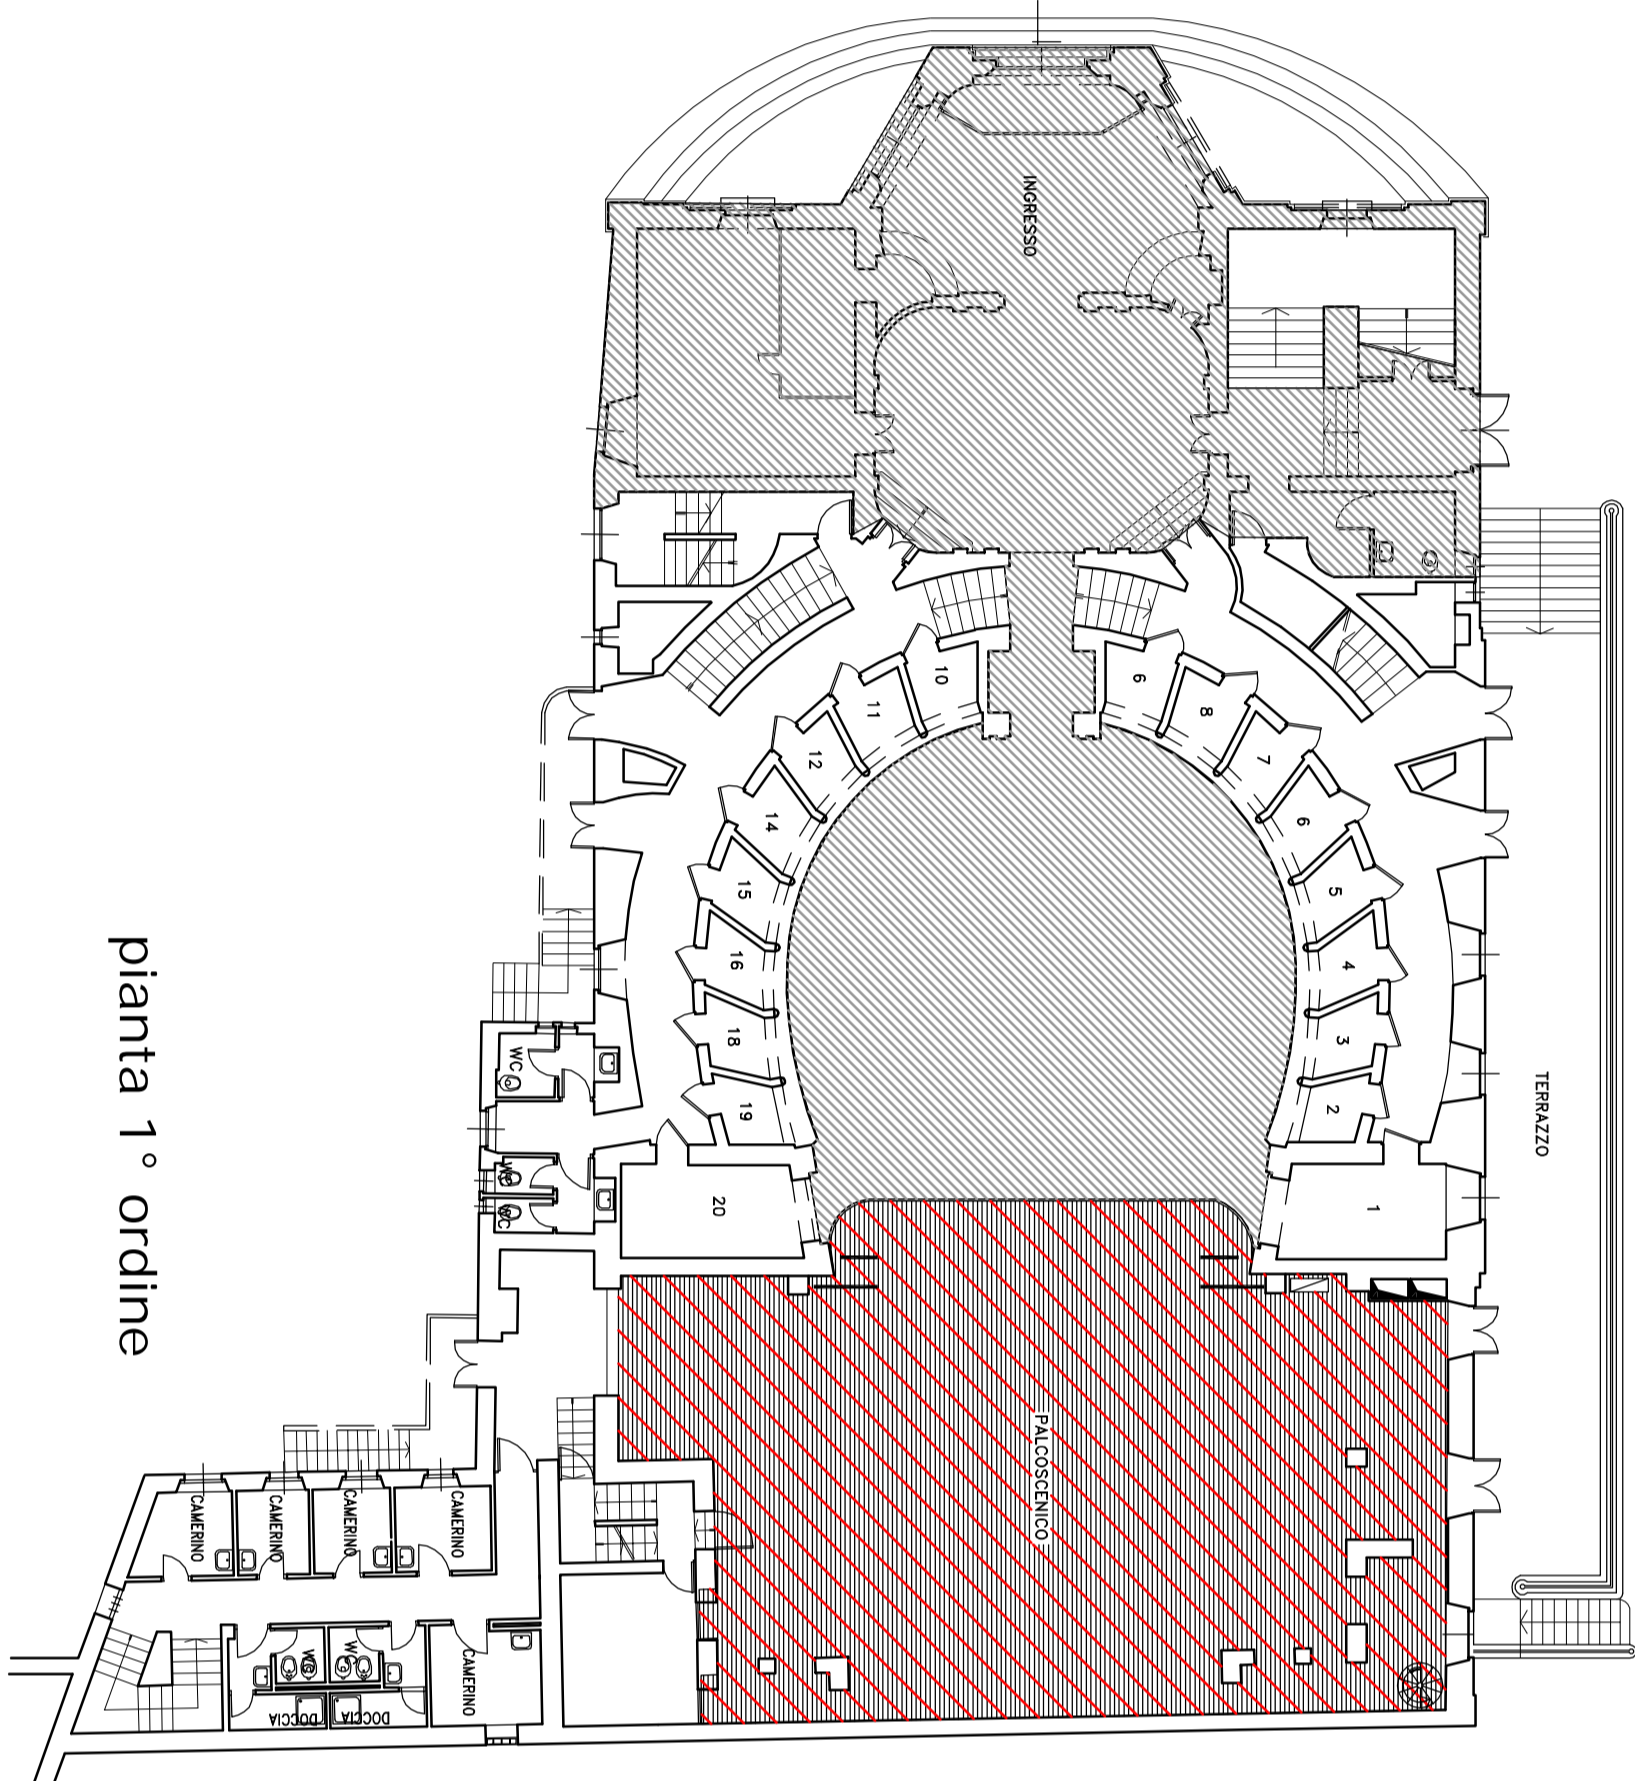 INGRESSO
TERRAZZO
10
11
12
14
15
16
18
19
20
9
8
7
6
5
4
3
2
1
WC
WC
WC
PALCOSCENICO
CAMERINO
CAMERINO
CAMERINO
CAMERINO
CAMERINO
WC
WC
DOCCIA
DOCCIA
pianta 1° ordine